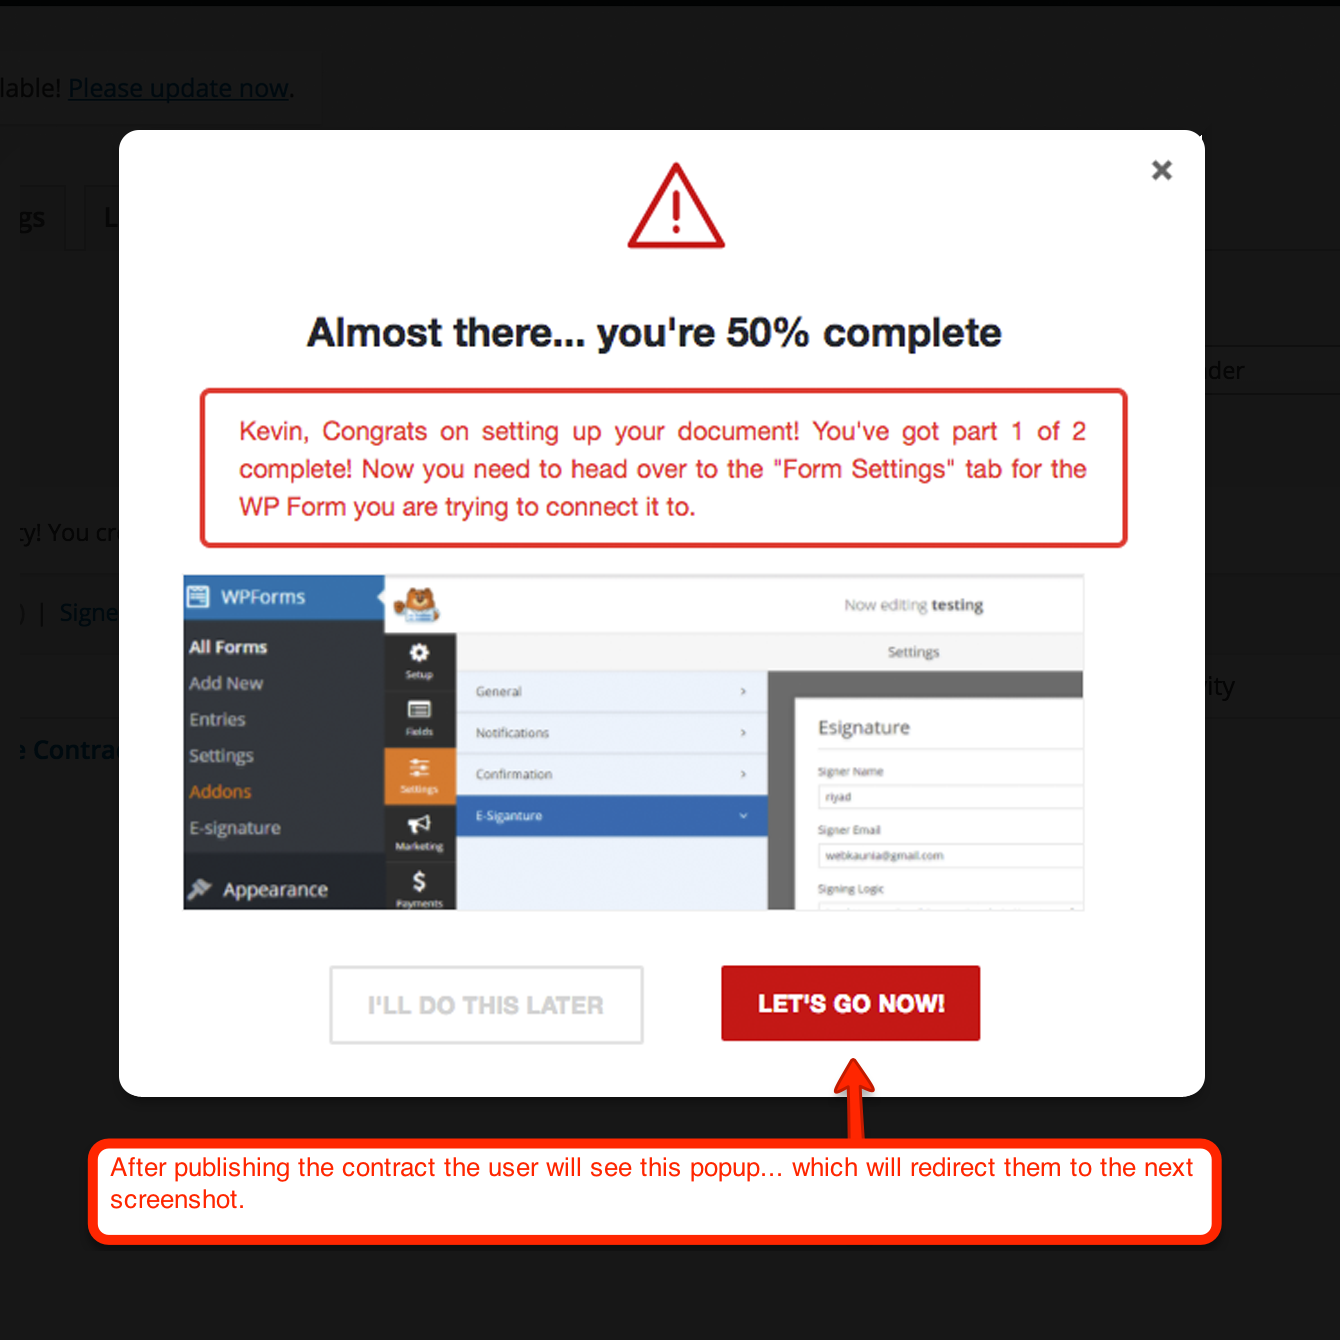 lable! Please update now.
gs
Almost there... you're 50% complete
der
Kevin, Congrats on setting up your document! You've got part 1 of 2
complete! Now you need to head over to the "Form Settings" tab for the
WP Form you are trying to connect it to.
ty! You cr
| Signe
ity
e Contra
WPForms
Now editing testing
All Forms
Add New
Entries
Settings
Addons
E-signature
Appearance
Setup
Fields
Settings
Marketing
Payments
Settings
General
Notifications
Confirmation
E-Siganture
Esignature
Signer Name
riyad
Signer Email
webkaunia@gmail.com
Signing Logic
I'LL DO THIS LATER
LET'S GO NOW!
After publishing the contract the user will see this popup... which will redirect them to the next
screenshot.